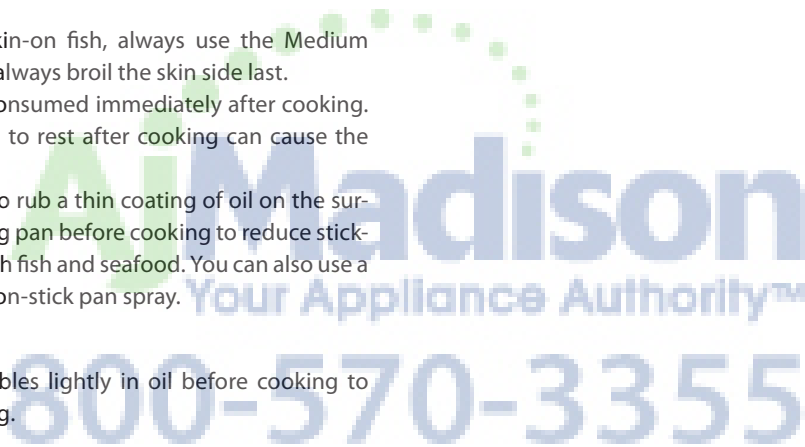 kin-on fish, always use the Medium
always broil the skin side last.
onsumed immediately after cooking.
to rest after cooking can cause the
o rub a thin coating of oil on the sur-
g pan before cooking to reduce stick-
h fish and seafood. You can also use a
on-stick pan spray.
bles lightly in oil before cooking to
g.
AjMadison
Your Appliance Authority™
800-570-3355